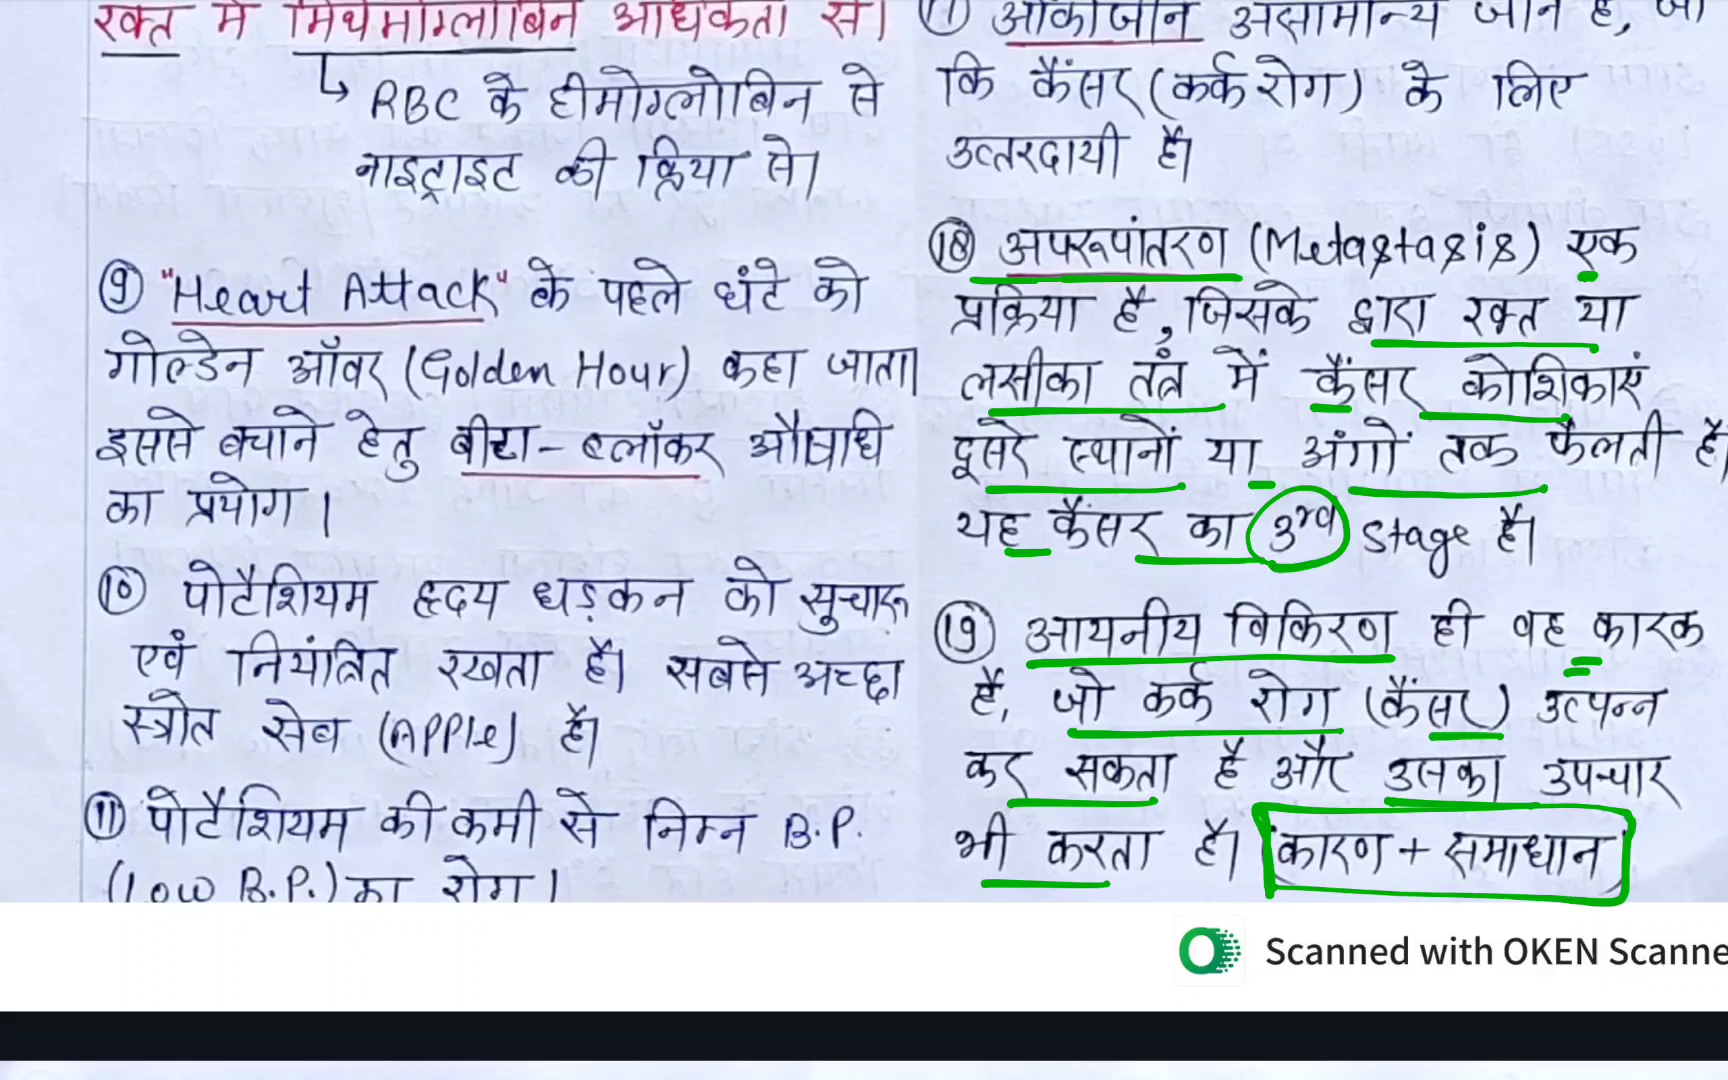 रक्त में मिथेमोग्लोबिन अधिकता से।
↳ RBC के हीमोग्लोबिन से
नाइट्राइट की क्रिया से।
⑨ "Heart Attack" के पहले घंटे को
गोल्डेन ऑवर (Golden Hour) कहा जाता
इससे बचाने हेतु बीटा-ब्लॉकर औषधि
का प्रयोग।
⑩ पोटैशियम हृदय धड़कन को सुचारू
एवं नियंत्रित रखता है। सबसे अच्छा
स्त्रोत सेब (Apple) है।
⑪ पोटैशियम की कमी से निम्न B.P.
(Low B.P.) का रोग।
⑰ ओंकोजीन असामान्य जीन है, जो
कि कैंसर (कर्क रोग) के लिए
उत्तरदायी है।
⑱ अपरूपांतरण (Metastasis) एक
प्रक्रिया है, जिसके द्वारा रक्त या
लसीका तंत्र में कैंसर कोशिकाएं
दूसरे स्थानों या अंगों तक फैलती है।
यह कैंसर का 3rd stage है।
⑲ आयनीय विकिरण ही वह कारक
है, जो कर्क रोग (कैंसर) उत्पन्न
कर सकता है और उसका उपचार
भी करता है। (कारण + समाधान)
Scanned with OKEN Scanne